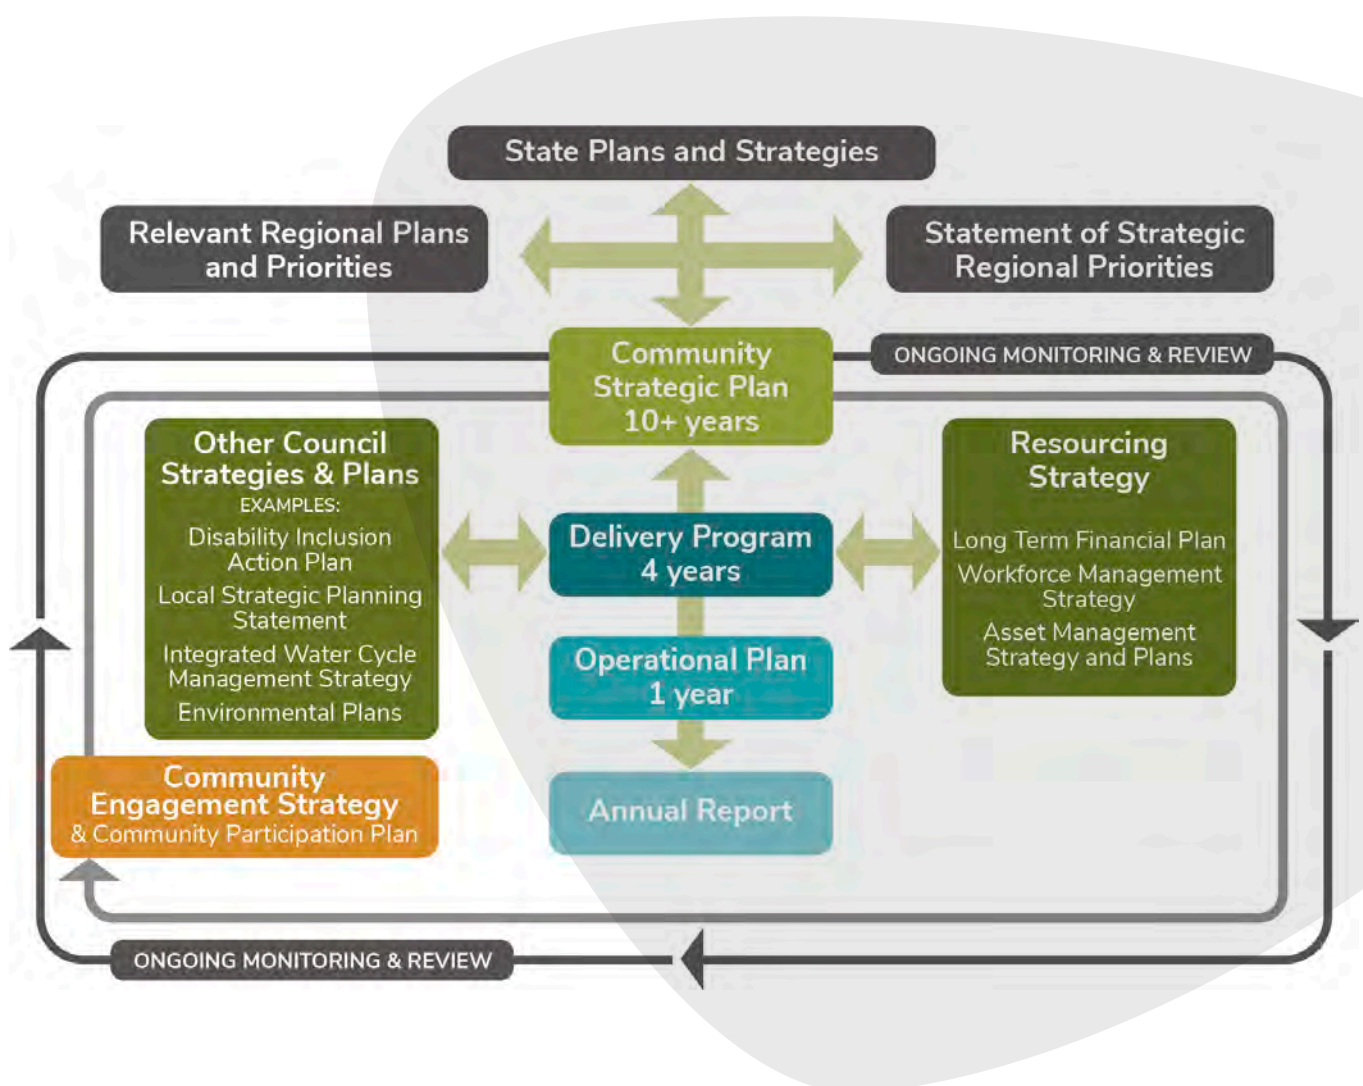 State Plans and Strategies
Relevant Regional Plans
and Priorities
Statement of Strategic
Regional Priorities
Community
Strategic Plan
10+ years
ONGOING MONITORING & REVIEW
Other Council
Strategies & Plans
EXAMPLES:
Disability Inclusion
Action Plan
Local Strategic Planning
Statement
Integrated Water Cycle
Management Strategy
Environmental Plans
Delivery Program
4 years
Resourcing
Strategy
Long Term Financial Plan
Workforce Management
Strategy
Asset Management
Strategy and Plans
Operational Plan
1 year
Community
Engagement Strategy
& Community Participation Plan
Annual Report
ONGOING MONITORING & REVIEW